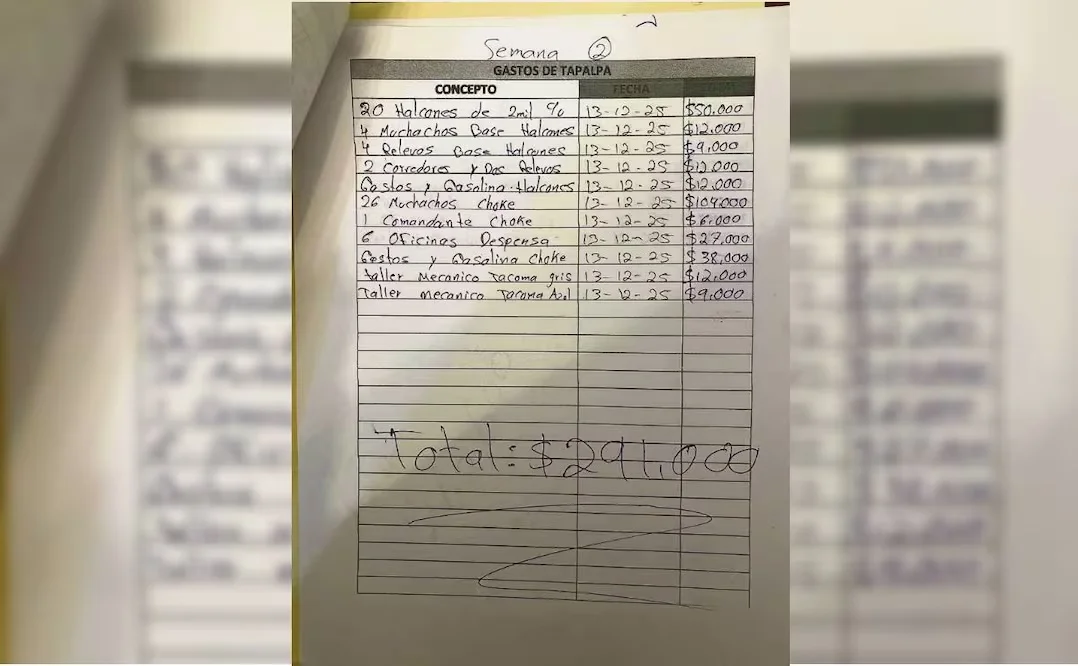 Semana 2
GASTOS DE TAPALPA
CONCEPTO FECHA
20 Halcones de 2mil % 13-12-25 $50.000
4 Muchachos Base Halcones 13-12-25 $12.000
4 Relevos Base Halcones 13-12-25 $9,000
2 Corredores y Dos Relevos 13-12-25 $12.000
Gastos y Gasolina Halcones 13-12-25 $12.000
26 Muchachos Choke 13-12-25 $104.000
1 Comandante Choke 13-12-25 $6.000
6 Oficinas Despensa 13-12-25 $27,000
Gastos y Gasolina Choke 13-12-25 $38,000
taller Mecanico Tacoma gris 13-12-25 $12.000
Taller mecanico Tacoma Azul 13-12-25 $9.000
Total: $291,000